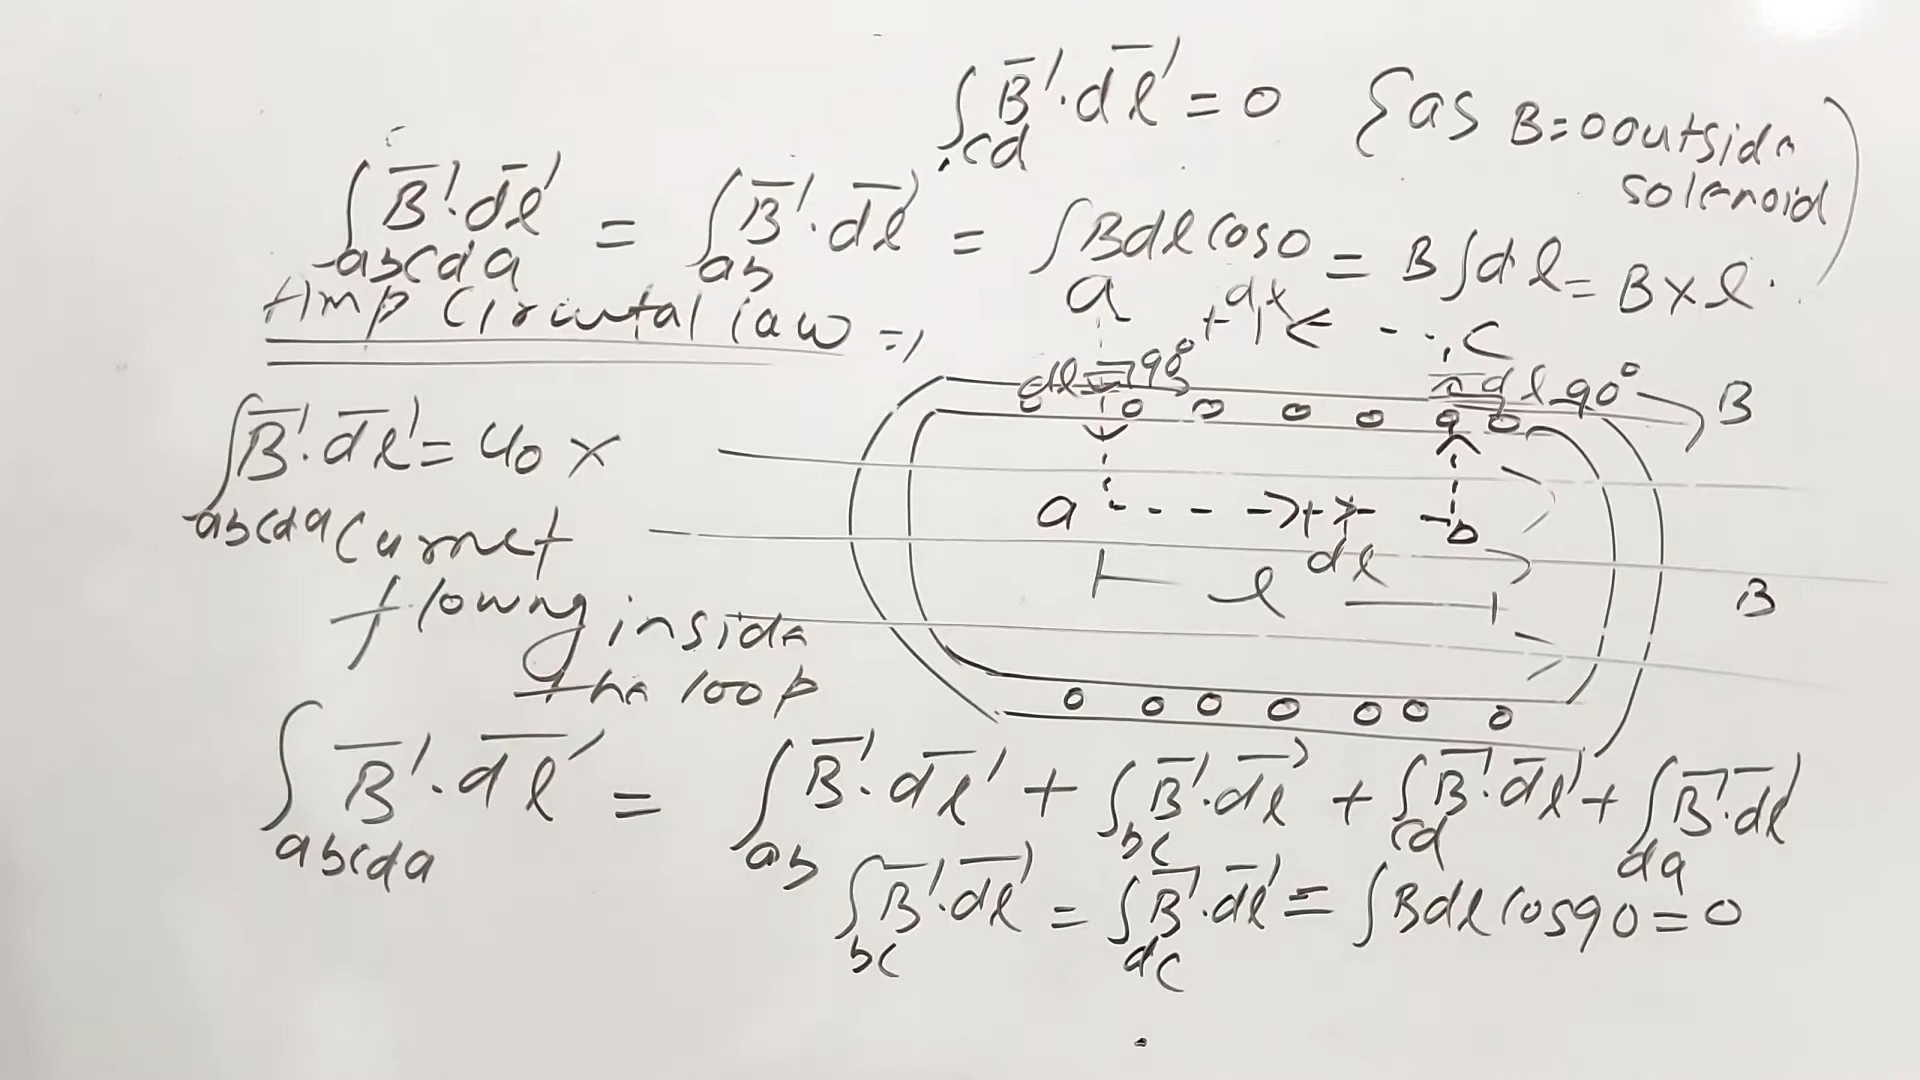 ∫cd B⃗·dl⃗ = 0 {as B=0 outside
solenoid
∫abcda B⃗·dl⃗ = ∫ab B⃗·dl⃗ = ∫Bdl cos0 = B∫dl = B×l
Amp Circutal law ⇒
a dl c
dl 90° dl 90° B
∫abcda B⃗·dl⃗ = μ0 ×
a b
Current
dl
l B
flowing inside
the loop
∫abcda B⃗·dl⃗ = ∫ab B⃗·dl⃗ + ∫bc B⃗·dl⃗ + ∫cd B⃗·dl⃗ + ∫da B⃗·dl⃗
∫bc B⃗·dl⃗ = ∫dc B⃗·dl⃗ = ∫Bdl cos90 = 0